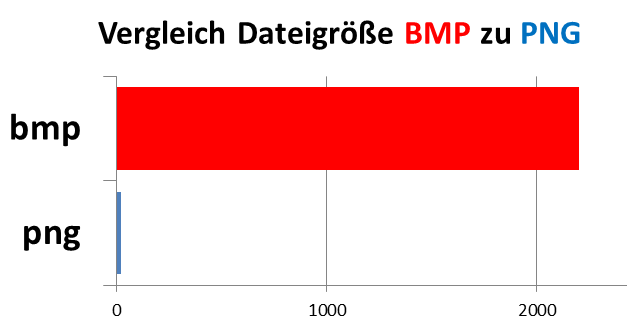 Vergleich Dateigröße BMP zu PNG
bmp
png
0 1000 2000